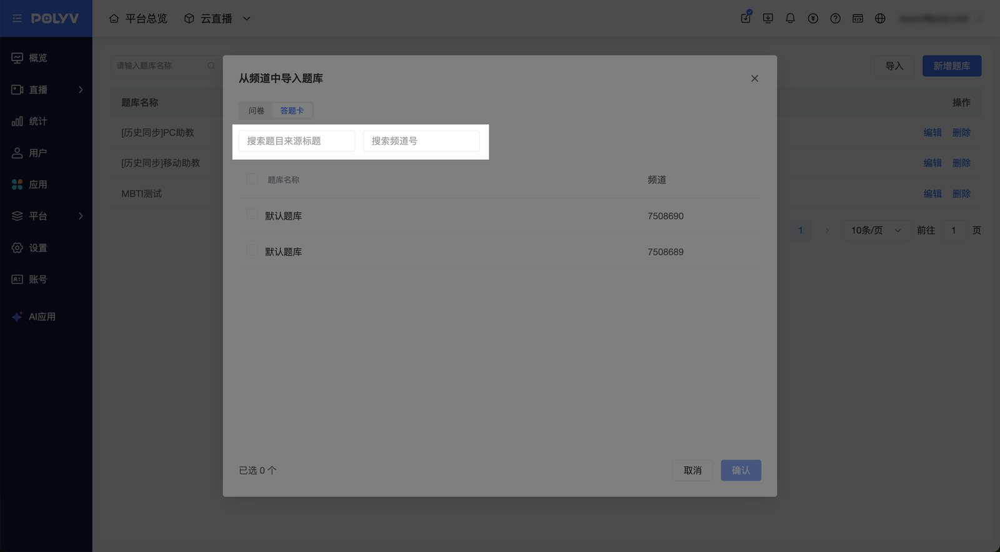 POLYV
平台总览
云直播
概览
直播
统计
用户
应用
平台
设置
账号
AI应用
请输入题库名称
导入
新增题库
题库名称
操作
[历史同步]PC助教
编辑 删除
[历史同步]移动助教
编辑 删除
MBTI测试
编辑 删除
1
10条/页
前往 1 页
从频道中导入题库
问卷 答题卡
搜索题目来源标题
搜索频道号
题库名称 频道
默认题库 7508690
默认题库 7508689
已选 0 个
取消
确认